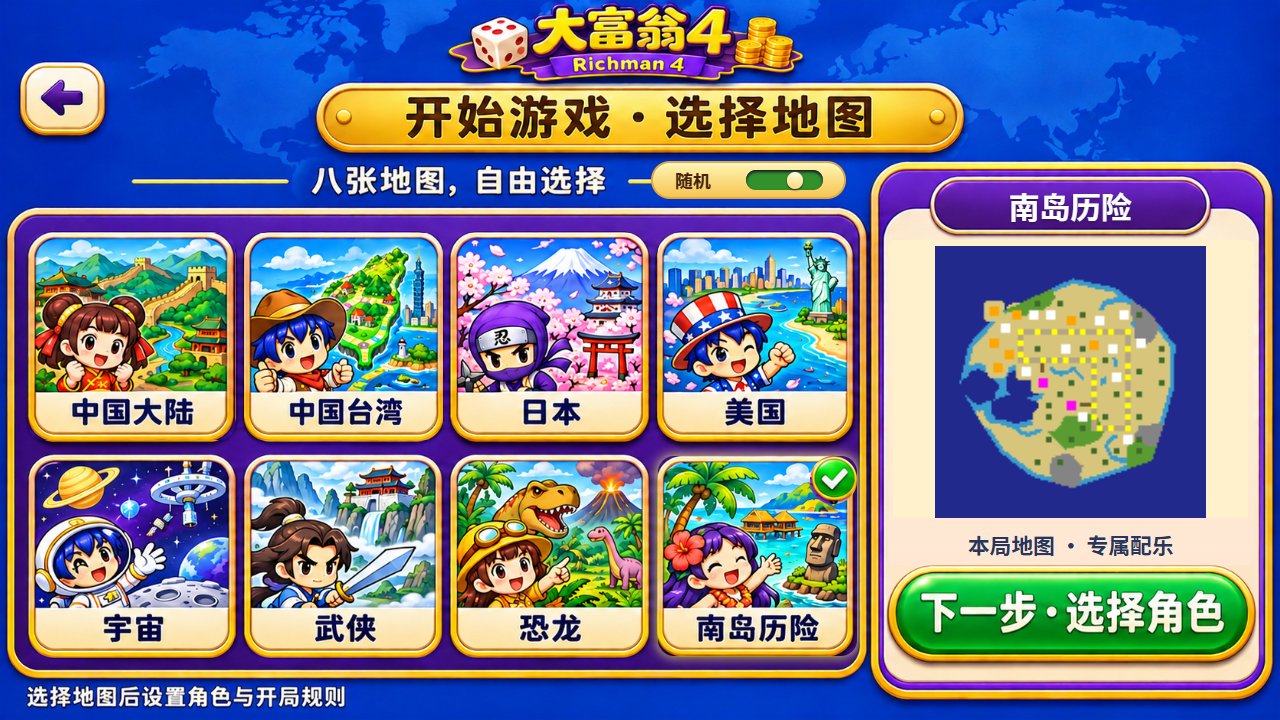 大富翁4
Richman 4
开始游戏·选择地图
八张地图，自由选择
随机
中国大陆
中国台湾
忍
日本
美国
宇宙
武侠
恐龙
南岛历险
南岛历险
本局地图 · 专属配乐
下一步·选择角色
选择地图后设置角色与开局规则